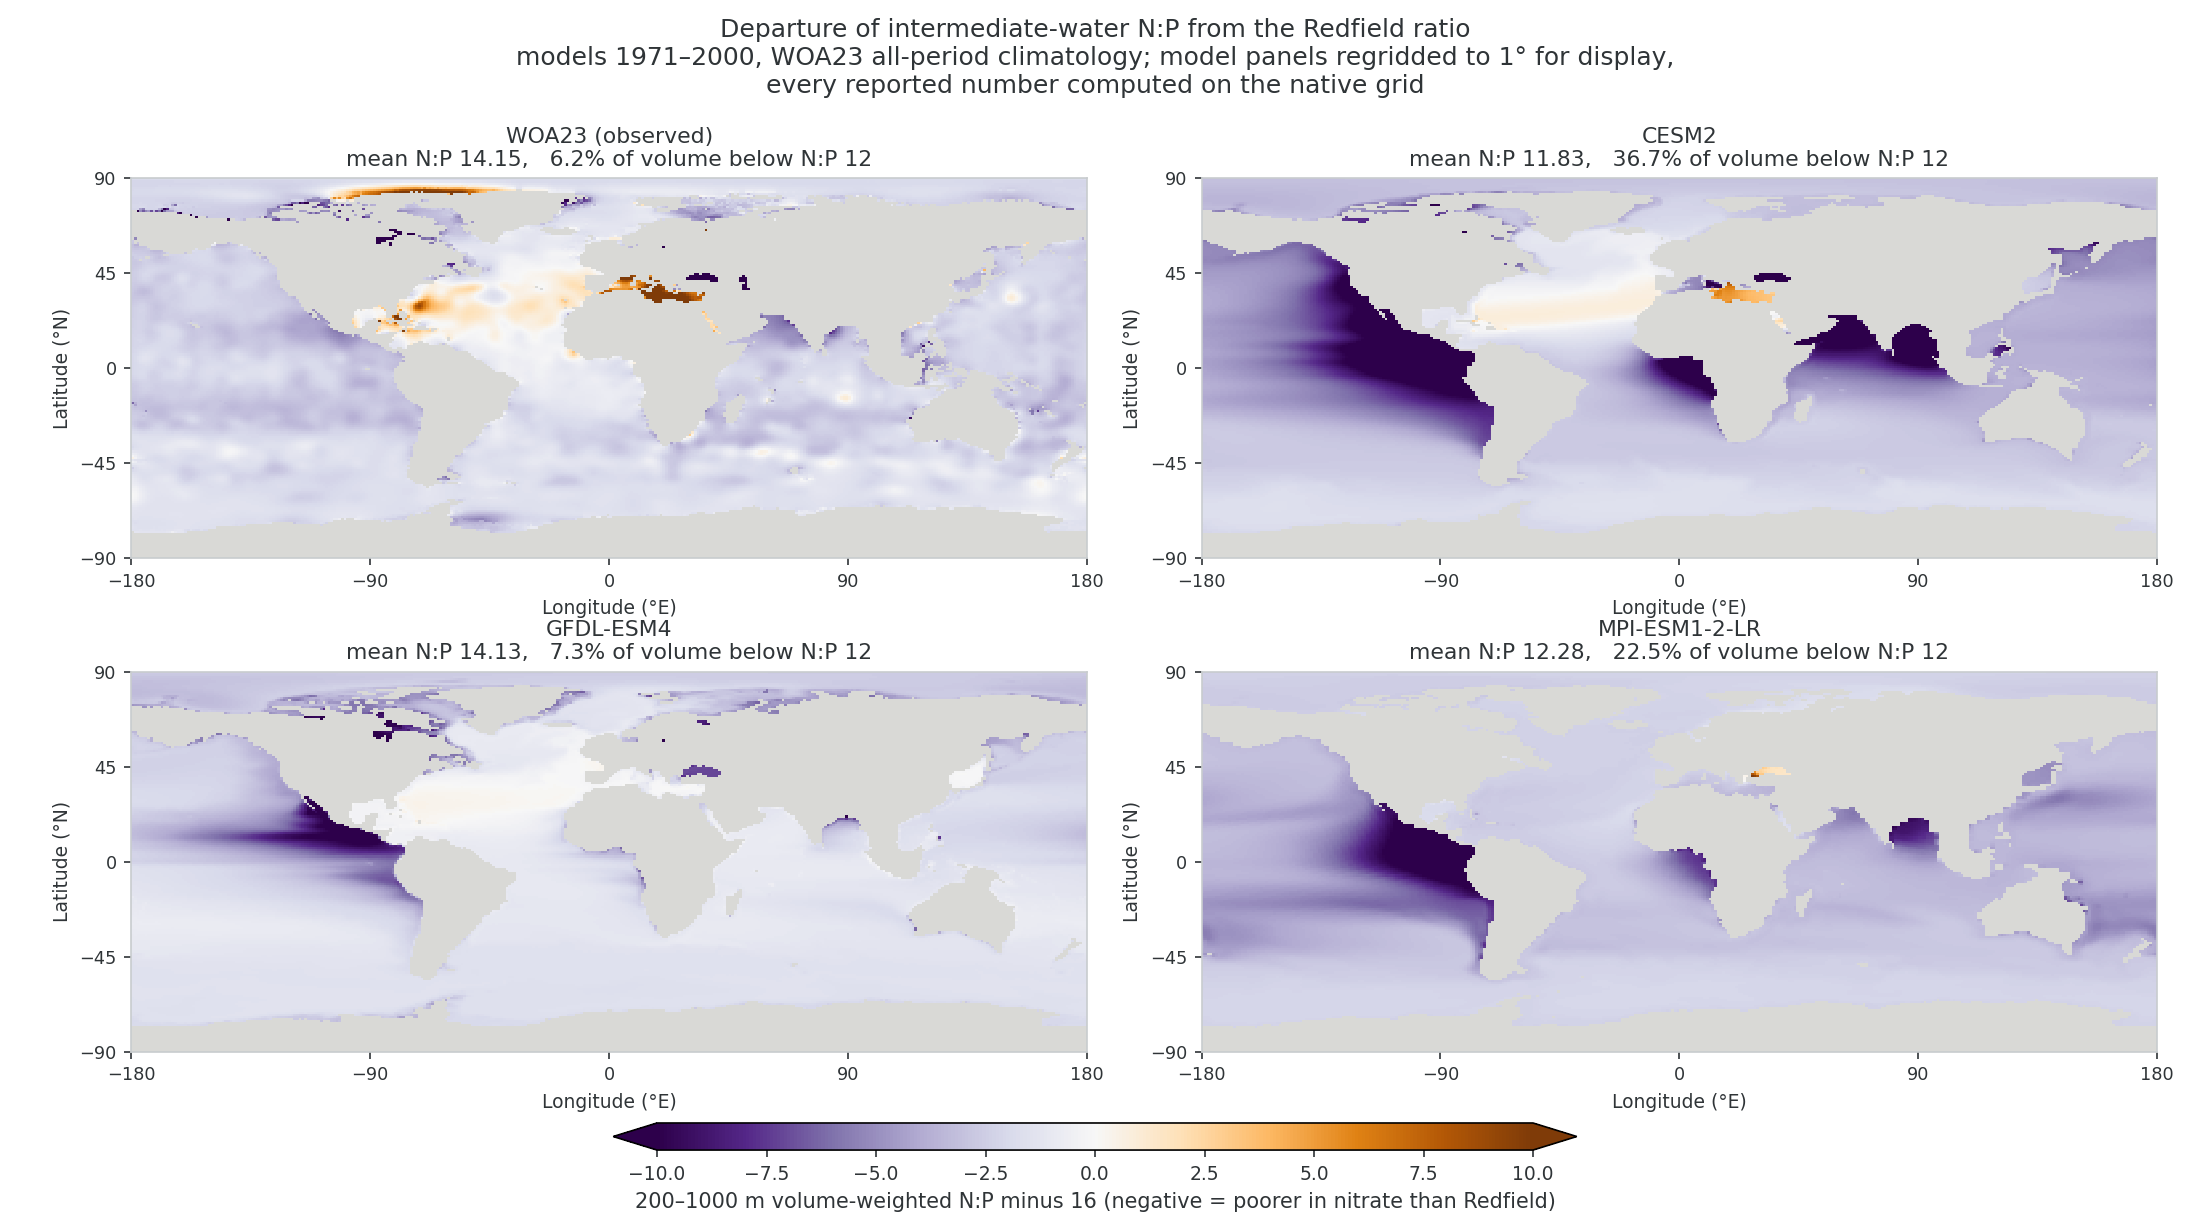 Departure of intermediate-water N:P from the Redfield ratio
models 1971–2000, WOA23 all-period climatology; model panels regridded to 1° for display,
every reported number computed on the native grid
WOA23 (observed)
mean N:P 14.15,   6.2% of volume below N:P 12
90
45
0
−45
−90
Latitude (°N)
−180
−90
0
90
180
Longitude (°E)
CESM2
mean N:P 11.83,   36.7% of volume below N:P 12
90
45
0
−45
−90
Latitude (°N)
−180
−90
0
90
180
Longitude (°E)
GFDL-ESM4
mean N:P 14.13,   7.3% of volume below N:P 12
90
45
0
−45
−90
Latitude (°N)
−180
−90
0
90
180
Longitude (°E)
MPI-ESM1-2-LR
mean N:P 12.28,   22.5% of volume below N:P 12
90
45
0
−45
−90
Latitude (°N)
−180
−90
0
90
180
Longitude (°E)
−10.0
−7.5
−5.0
−2.5
0.0
2.5
5.0
7.5
10.0
200–1000 m volume-weighted N:P minus 16 (negative = poorer in nitrate than Redfield)